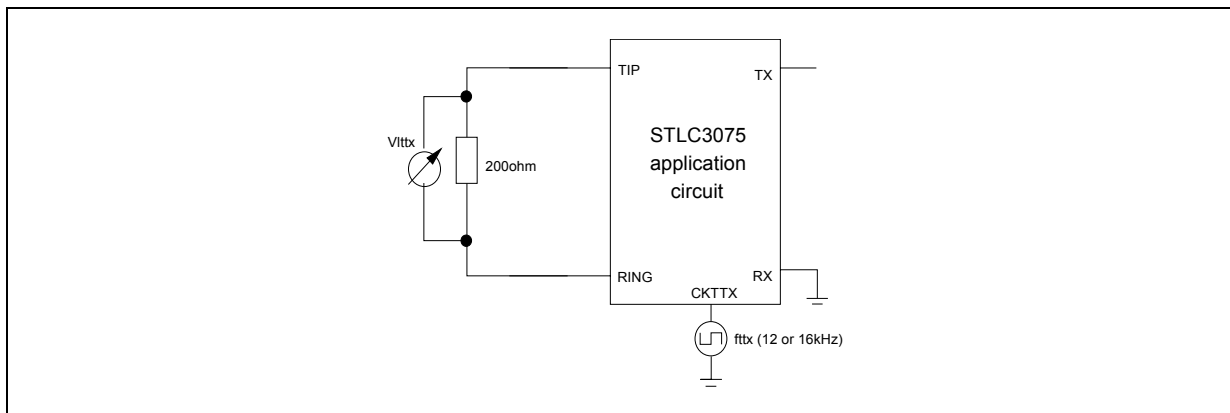 TIP
TX
Vlttx
STLC3075
application
circuit
200ohm
RING
RX
CKTTX
fttx (12 or 16kHz)